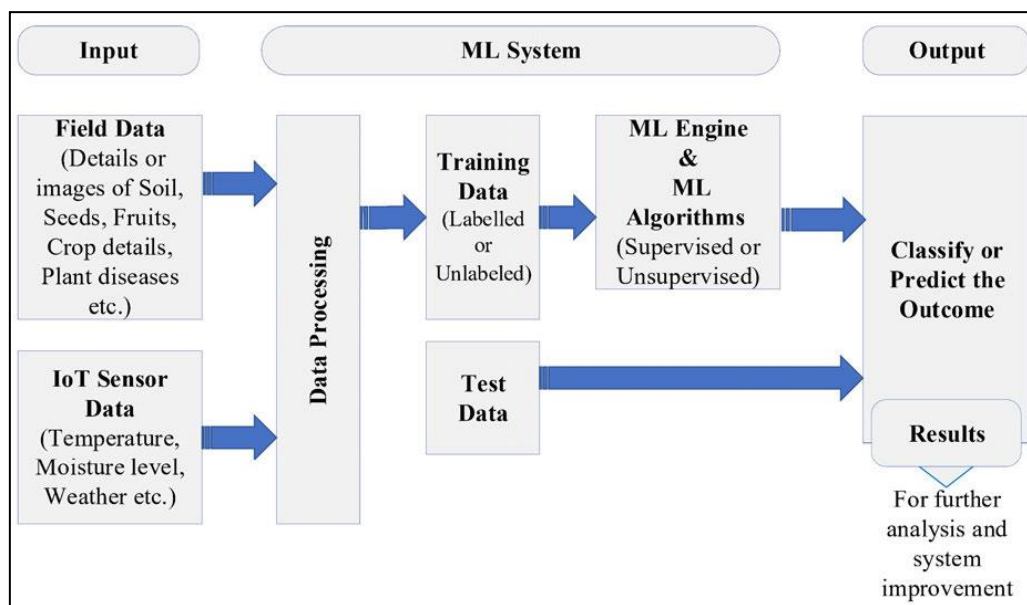 Input
ML System
Output
Field Data
(Details or
images of Soil,
Seeds, Fruits,
Crop details,
Plant diseases
etc.)
IoT Sensor
Data
(Temperature,
Moisture level,
Weather etc.)
Data Processing
Training
Data
(Labelled
or
Unlabeled)
Test
Data
ML Engine
&
ML
Algorithms
(Supervised or
Unsupervised)
Classify or
Predict the
Outcome
Results
For further
analysis and
system
improvement